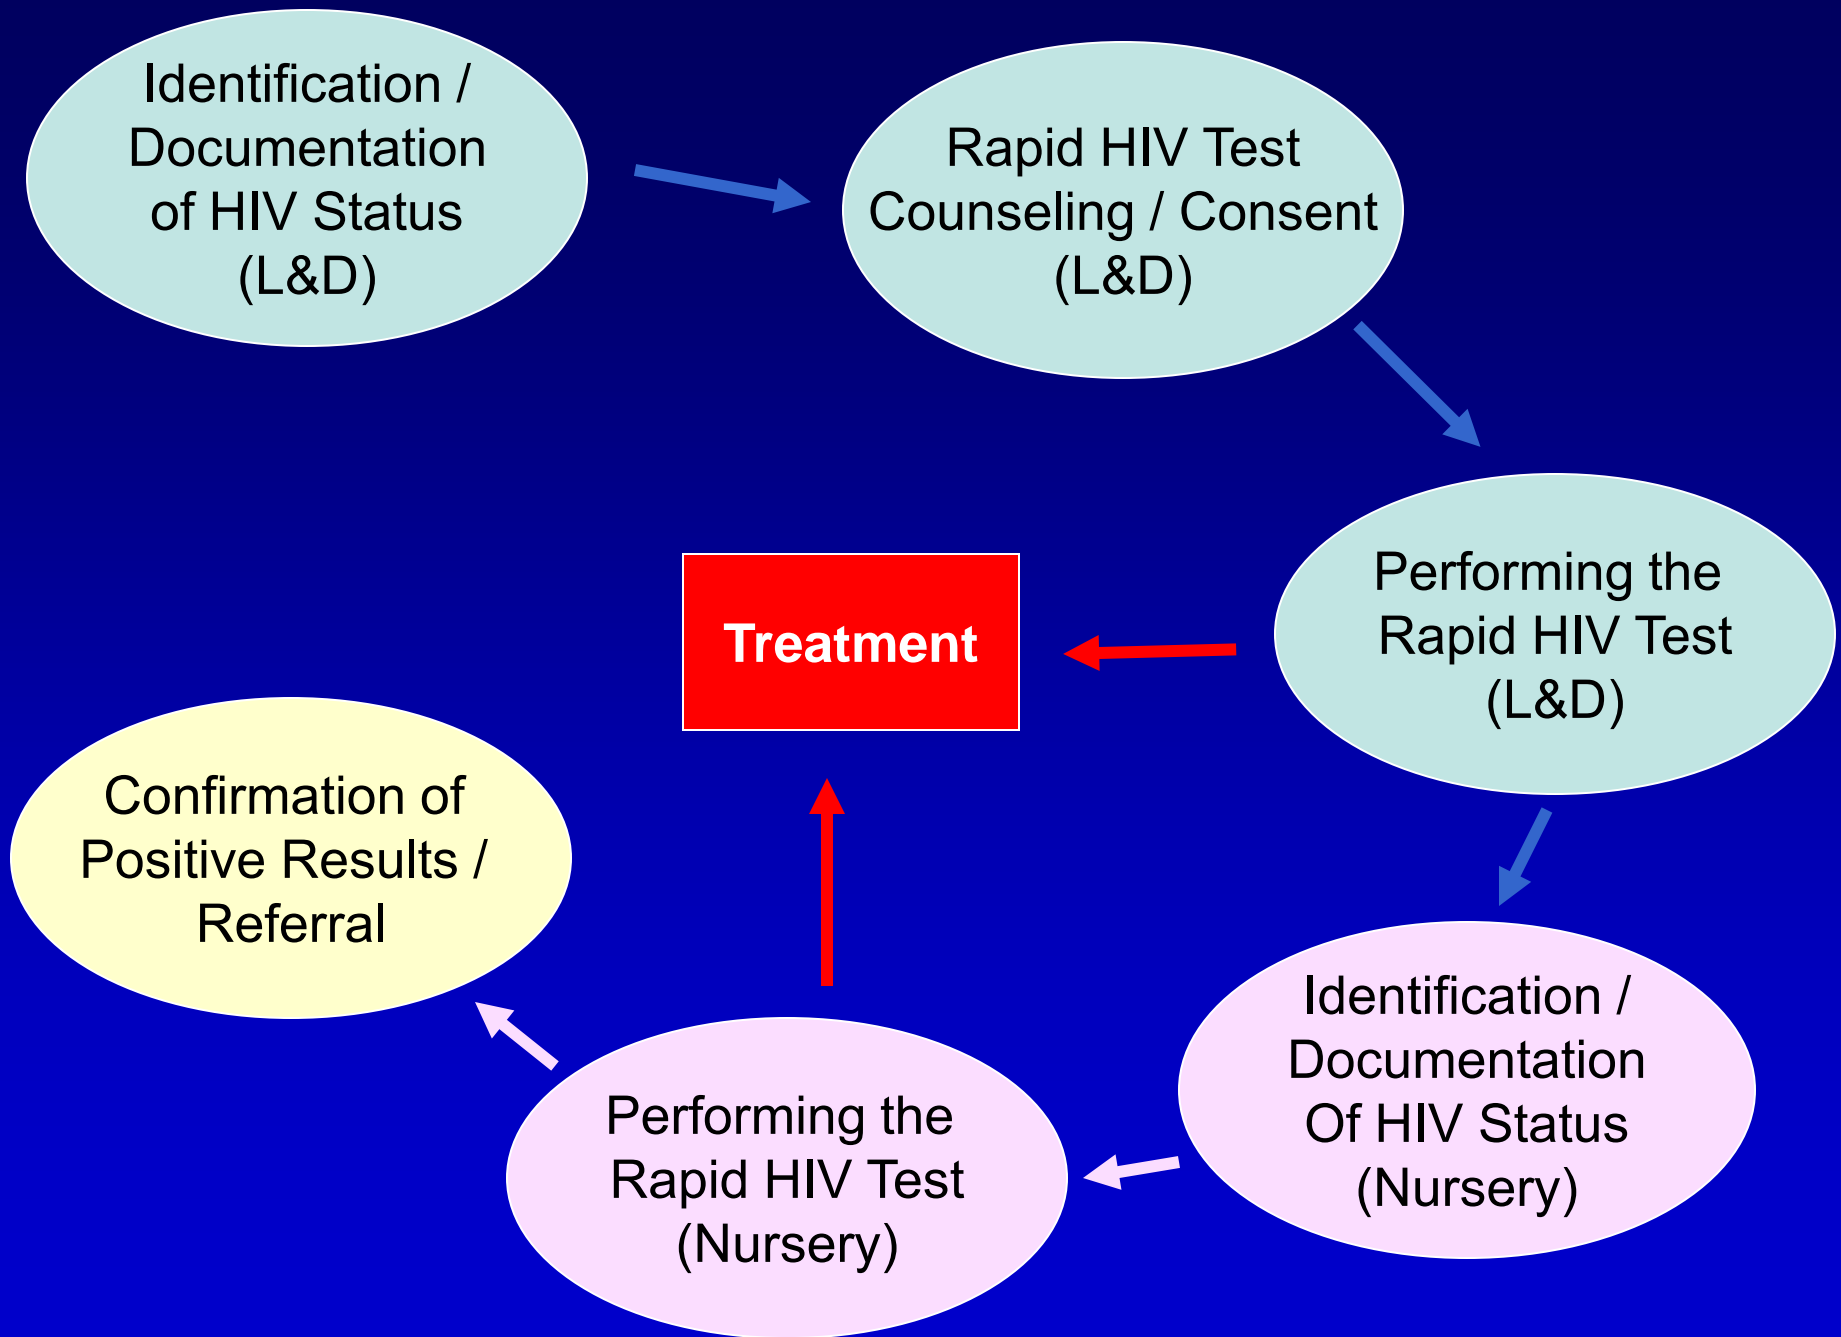 Identification /
Documentation
of HIV Status
(L&D)
Rapid HIV Test
Counseling / Consent
(L&D)
Performing the
Rapid HIV Test
(L&D)
Treatment
Identification /
Documentation
Of HIV Status
(Nursery)
Performing the
Rapid HIV Test
(Nursery)
Confirmation of
Positive Results /
Referral